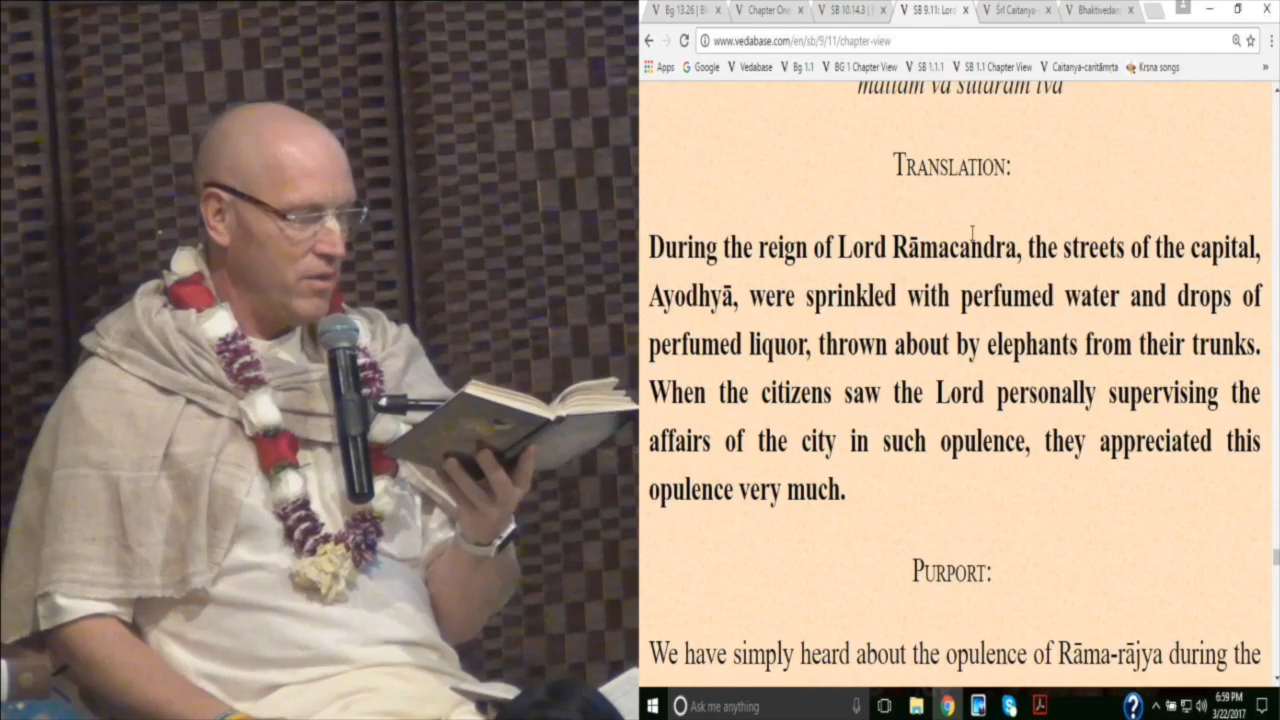 Bg 13.26 | B
Chapter One
SB 10.14.3 |
SB 9.11: Lor
Śrī Caitanya-
Bhaktivedan
www.vedabase.com/en/sb/9/11/chapter-view
Apps Google Vedabase Bg 1.1 BG 1 Chapter View SB 1.1.1 SB 1.1 Chapter View Caitanya-caritāmṛta Krsna songs »
mallāṁ vā sutarām iva
TRANSLATION:
During the reign of Lord Rāmacandra, the streets of the capital,
Ayodhyā, were sprinkled with perfumed water and drops of
perfumed liquor, thrown about by elephants from their trunks.
When the citizens saw the Lord personally supervising the
affairs of the city in such opulence, they appreciated this
opulence very much.
PURPORT:
We have simply heard about the opulence of Rāma-rājya during the
Ask me anything
6:59 PM
3/22/2017